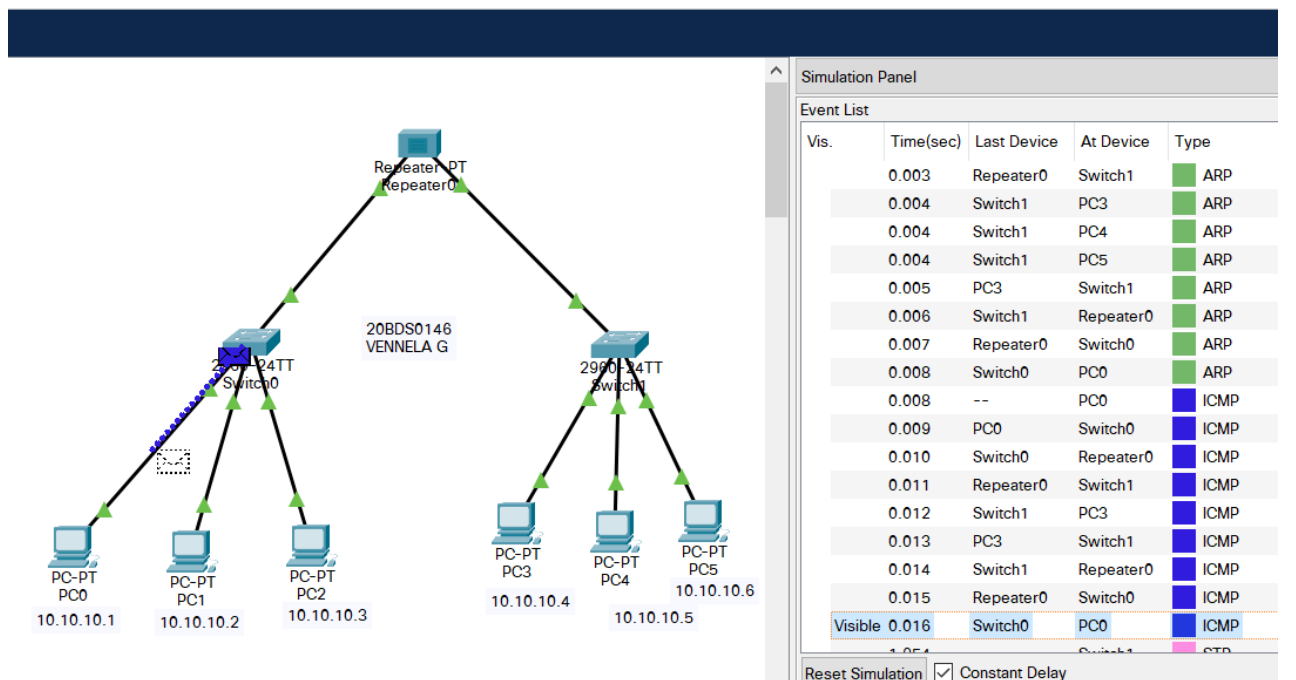 Repeater-PT
Repeater0
20BDS0146
VENNELA G
2960-24TT
Switch0
2960-24TT
Switch1
PC-PT
PC0
10.10.10.1
PC-PT
PC1
10.10.10.2
PC-PT
PC2
10.10.10.3
PC-PT
PC3
10.10.10.4
PC-PT
PC4
10.10.10.5
PC-PT
PC5
10.10.10.6
Simulation Panel
Event List
Vis. Time(sec) Last Device At Device Type
0.003 Repeater0 Switch1 ARP
0.004 Switch1 PC3 ARP
0.004 Switch1 PC4 ARP
0.004 Switch1 PC5 ARP
0.005 PC3 Switch1 ARP
0.006 Switch1 Repeater0 ARP
0.007 Repeater0 Switch0 ARP
0.008 Switch0 PC0 ARP
0.008 -- PC0 ICMP
0.009 PC0 Switch0 ICMP
0.010 Switch0 Repeater0 ICMP
0.011 Repeater0 Switch1 ICMP
0.012 Switch1 PC3 ICMP
0.013 PC3 Switch1 ICMP
0.014 Switch1 Repeater0 ICMP
0.015 Repeater0 Switch0 ICMP
Visible 0.016 Switch0 PC0 ICMP
Switch1 STP
Reset Simulation Constant Delay